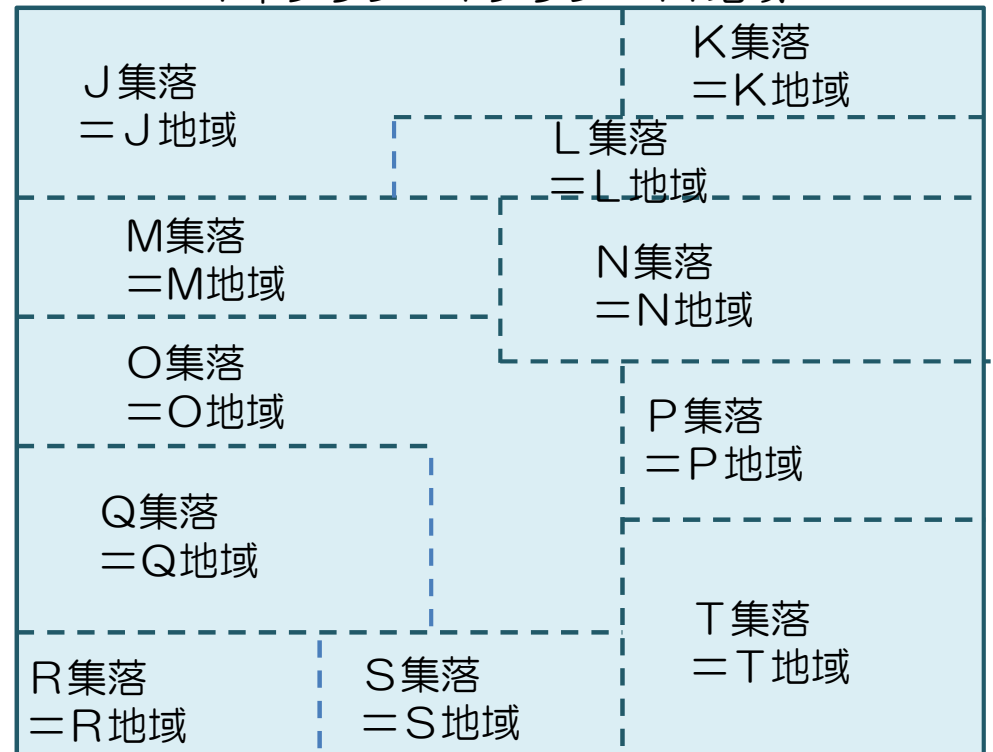 J集落
=J地域
K集落
=K地域
L集落
=L地域
M集落
=M地域
N集落
=N地域
O集落
=O地域
P集落
=P地域
Q集落
=Q地域
R集落
=R地域
S集落
=S地域
T集落
=T地域